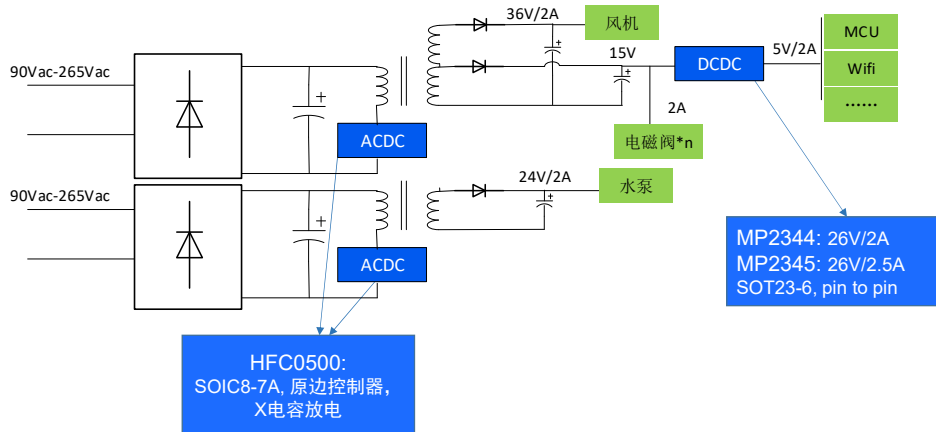 36V/2A
风机
15V
90Vac-265Vac
DCDC
5V/2A
MCU
Wifi
......
2A
ACDC
电磁阀*n
90Vac-265Vac
24V/2A
水泵
ACDC
MP2344: 26V/2A
MP2345: 26V/2.5A
SOT23-6, pin to pin
HFC0500:
SOIC8-7A, 原边控制器，
X电容放电